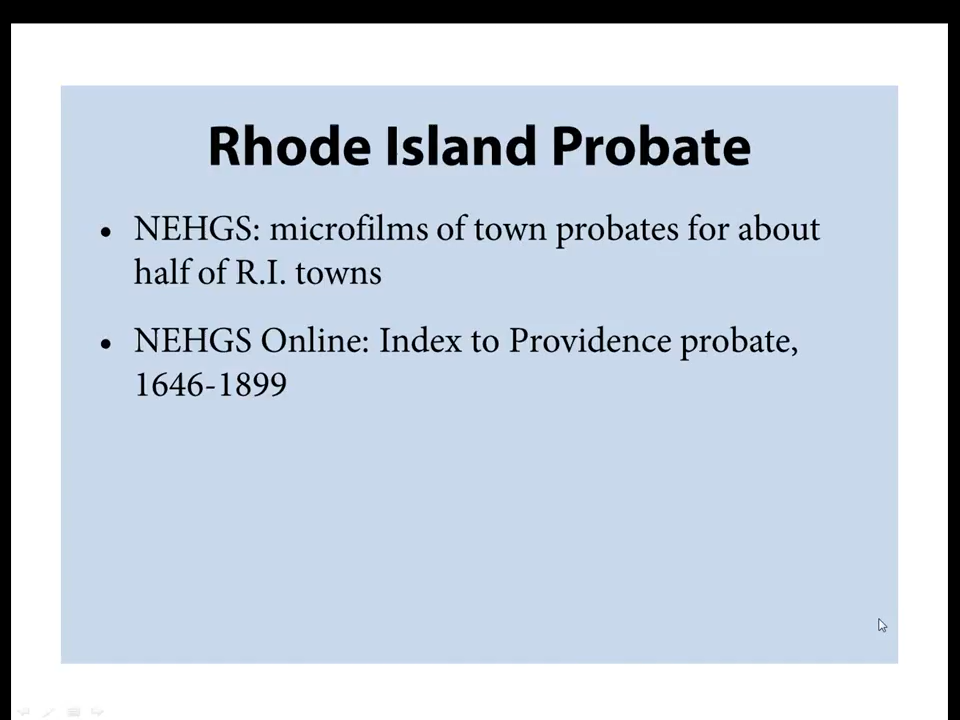 Rhode Island Probate
• NEHGS: microfilms of town probates for about
half of R.I. towns
• NEHGS Online: Index to Providence probate,
1646-1899